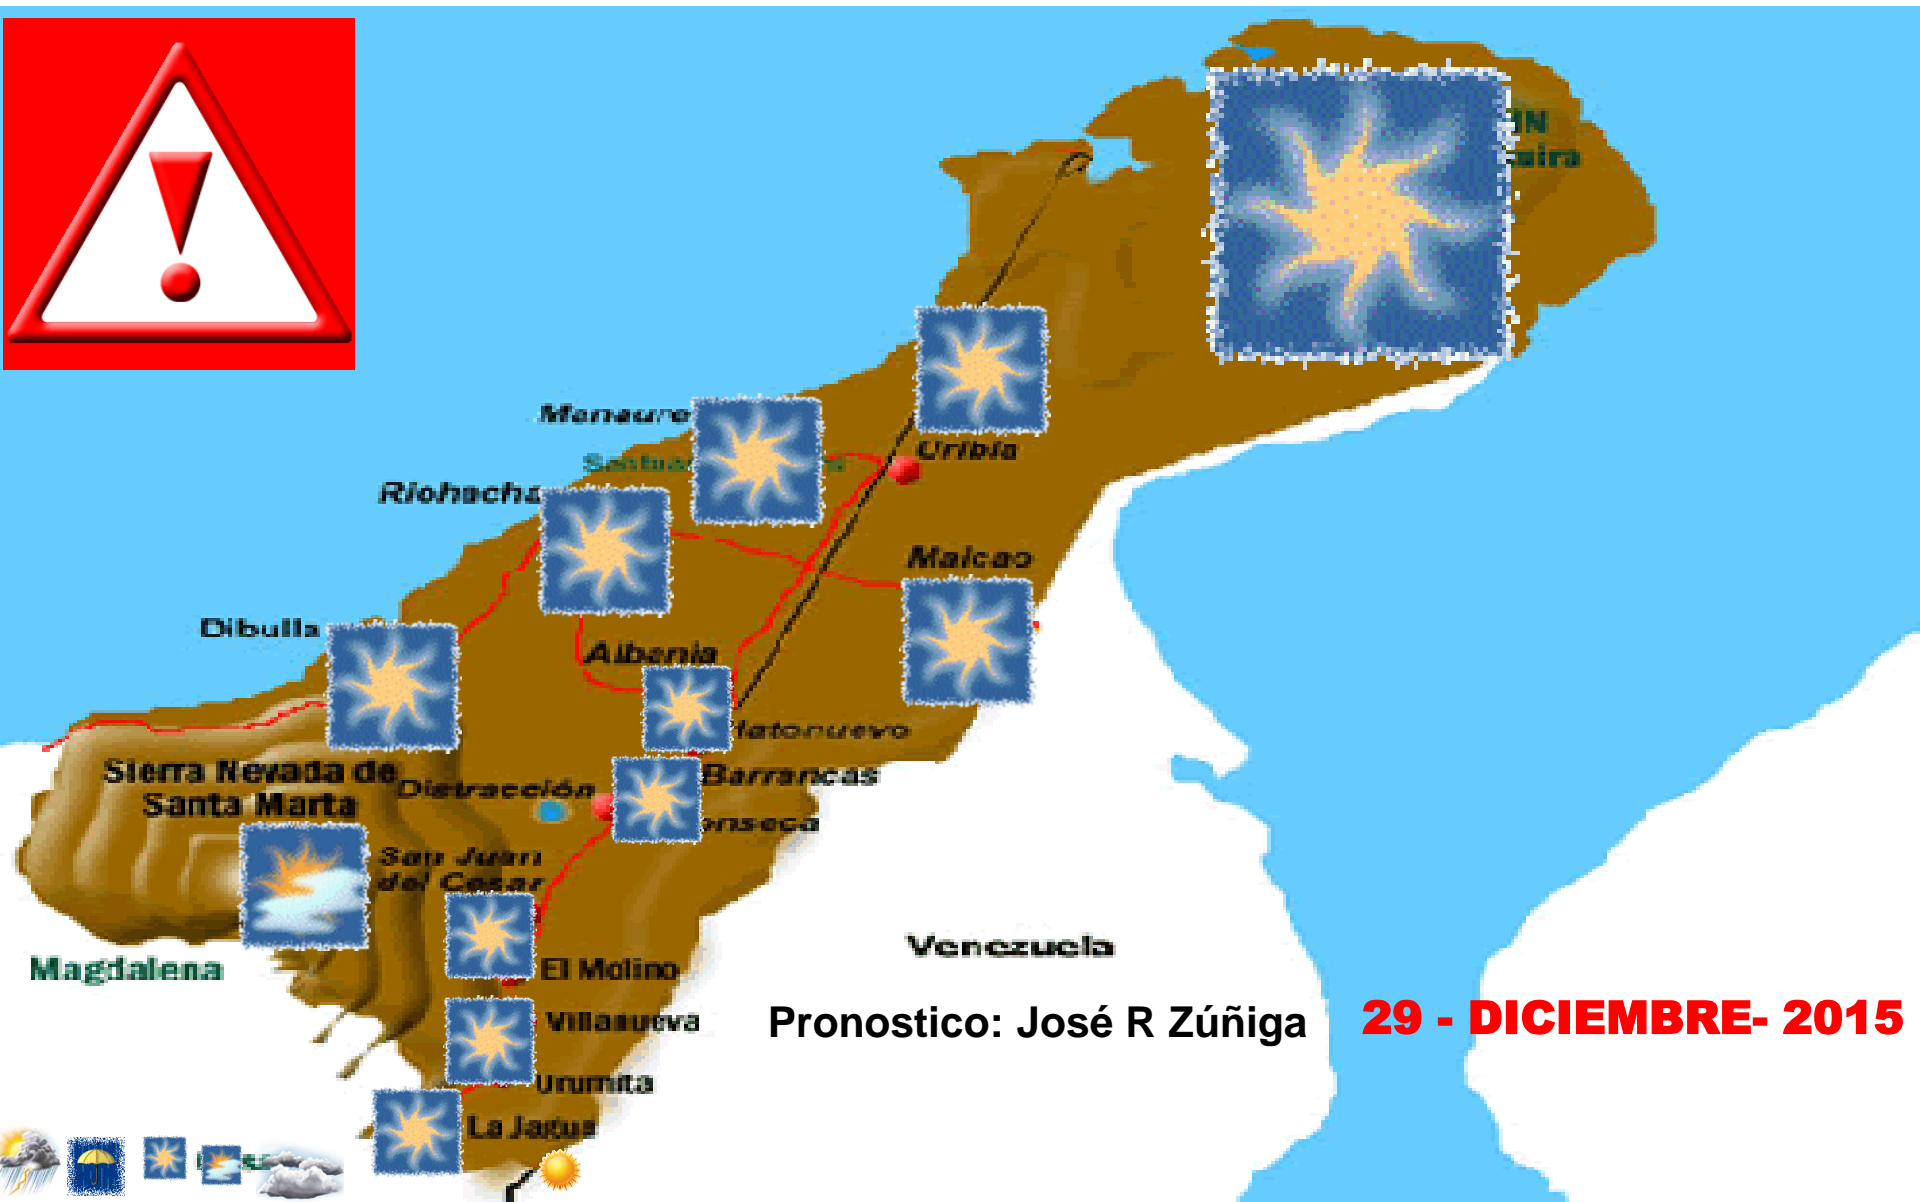 Manaure
Uribia
Riohacha
Maicao
Dibulla
Albania
Barrancas
Sierra Nevada de
Santa Marta
Distracción
San Juan
del Cesar
Magdalena
Venezuela
El Molino
Pronostico: José R Zúñiga
29 - DICIEMBRE- 2015
Villanueva
Urumita
La Jagua